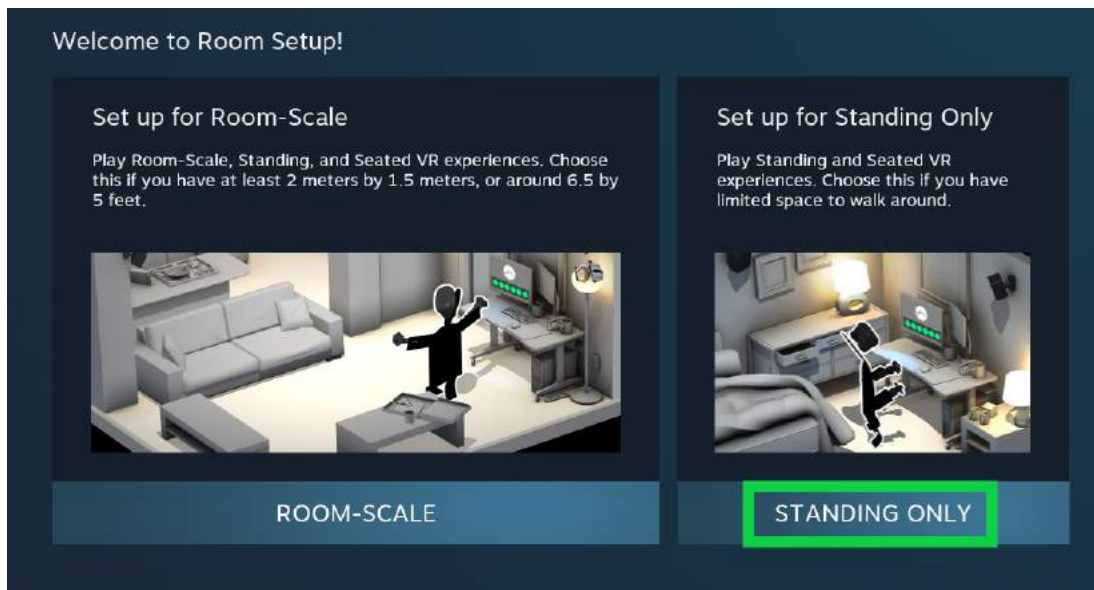 Welcome to Room Setup!
Set up for Room-Scale
Play Room-Scale, Standing, and Seated VR experiences. Choose
this if you have at least 2 meters by 1.5 meters, or around 6.5 by
5 feet.
ROOM-SCALE
Set up for Standing Only
Play Standing and Seated VR
experiences. Choose this if you have
limited space to walk around.
STANDING ONLY